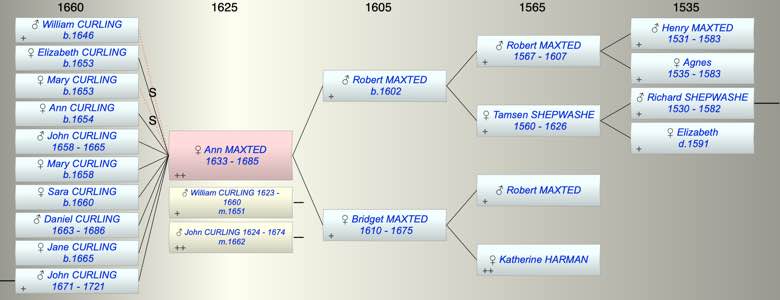 1660 1625 1605 1565 1535
♂ William CURLING
b.1646
+
♀ Elizabeth CURLING
b.1653
♀ Mary CURLING
b.1653
S
♀ Ann CURLING
b.1654
S
♂ John CURLING
1658 - 1665
♀ Mary CURLING
b.1658
♀ Sara CURLING
b.1660
♂ Daniel CURLING
1663 - 1686
♀ Jane CURLING
b.1665
♂ John CURLING
1671 - 1721
+
♀ Ann MAXTED
1633 - 1685
++
♂ William CURLING 1623 -
1660
m.1651
+
♂ John CURLING 1624 - 1674
m.1662
++
♂ Robert MAXTED
b.1602
+
♀ Bridget MAXTED
1610 - 1675
+
♂ Robert MAXTED
1567 - 1607
+
♀ Tamsen SHEPWASHE
1560 - 1626
+
♂ Robert MAXTED
+
♀ Katherine HARMAN
++
♂ Henry MAXTED
1531 - 1583
+
♀ Agnes
1535 - 1583
+
♂ Richard SHEPWASHE
1530 - 1582
+
♀ Elizabeth
d.1591
+